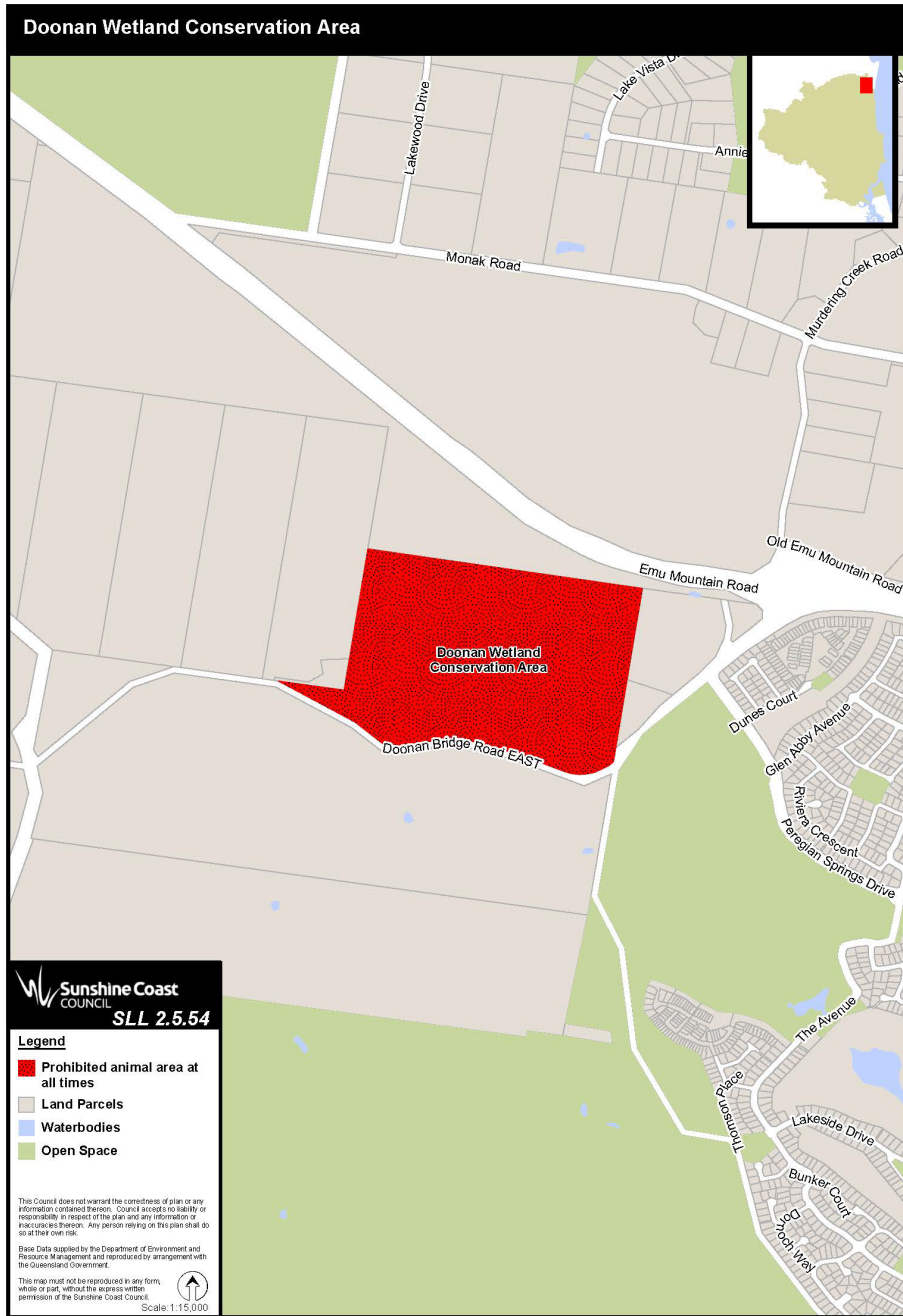 Doonan Wetland Conservation Area
Lake Vista
Lakewood Drive
Annie
Monak Road
Murdering Creek Road
Old Emu Mountain Road
Emu Mountain Road
Doonan Wetland
Conservation Area
Dunes Court
Glen Abby Avenue
Doonan Bridge Road EAST
Riviera Crescent
Peregian Springs Drive
The Avenue
Thomson Place
Lakeside Drive
Bunker Court
Dornoch Way
Sunshine Coast
COUNCIL
SLL 2.5.54
Legend
Prohibited animal area at
all times
Land Parcels
Waterbodies
Open Space
This Council does not warrant the correctness of plan or any
information contained thereon. Council accepts no liability or
responsibility in respect of the plan and any information or
inaccuracies thereon. Any person relying on this plan shall do
so at their own risk.
Base Data supplied by the Department of Environment and
Resource Management and reproduced by arrangement with
the Queensland Government.
This map must not be reproduced in any form,
whole or part, without the express written
permission of the Sunshine Coast Council.
Scale: 1:15,000